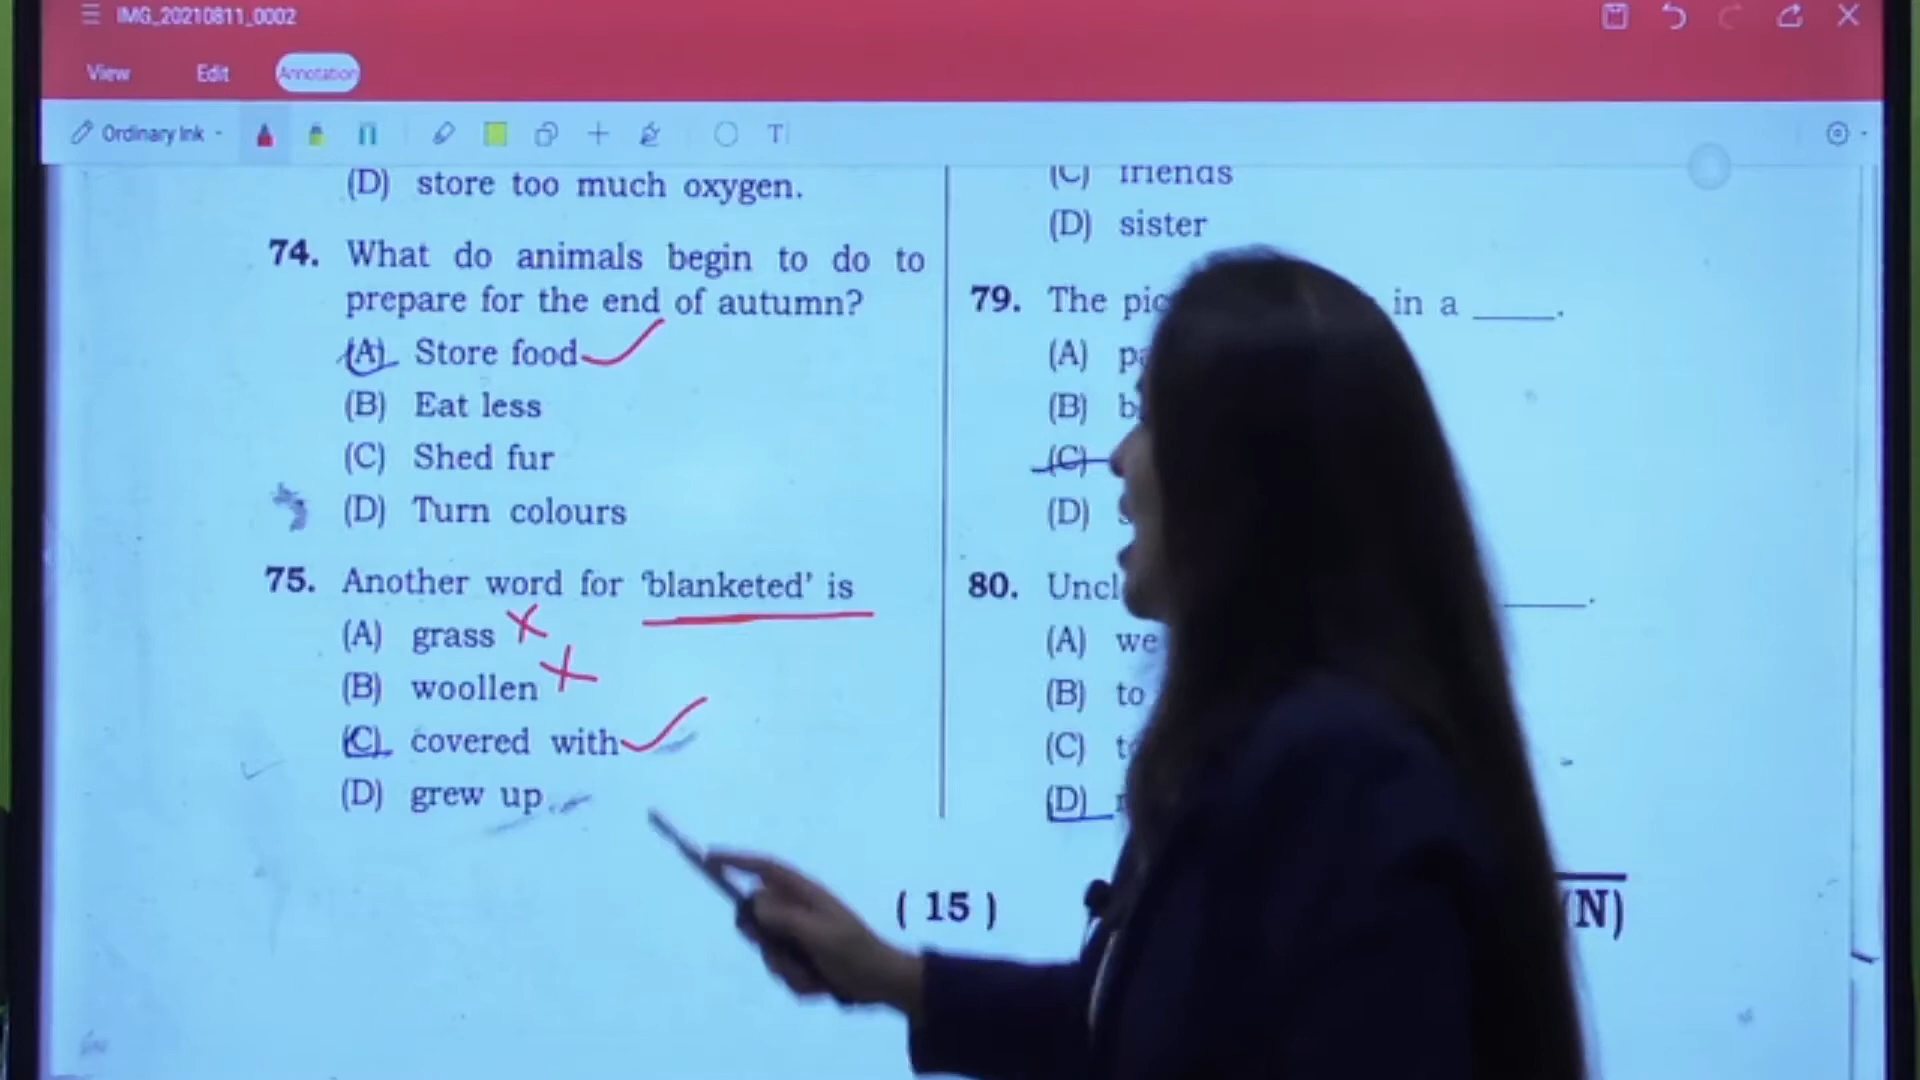 IMG_20210811_0002
View Edit Annotation
Ordinary Ink T
(D) store too much oxygen.
74. What do animals begin to do to
prepare for the end of autumn?
(A) Store food
(B) Eat less
(C) Shed fur
(D) Turn colours
75. Another word for 'blanketed' is
(A) grass
(B) woollen
(C) covered with
(D) grew up
(C) friends
(D) sister
79. The in a ____.
(A)
(B)
(C)
(D)
80.
(A) we
(B) to
(C)
(D)
( 15 )
(N)